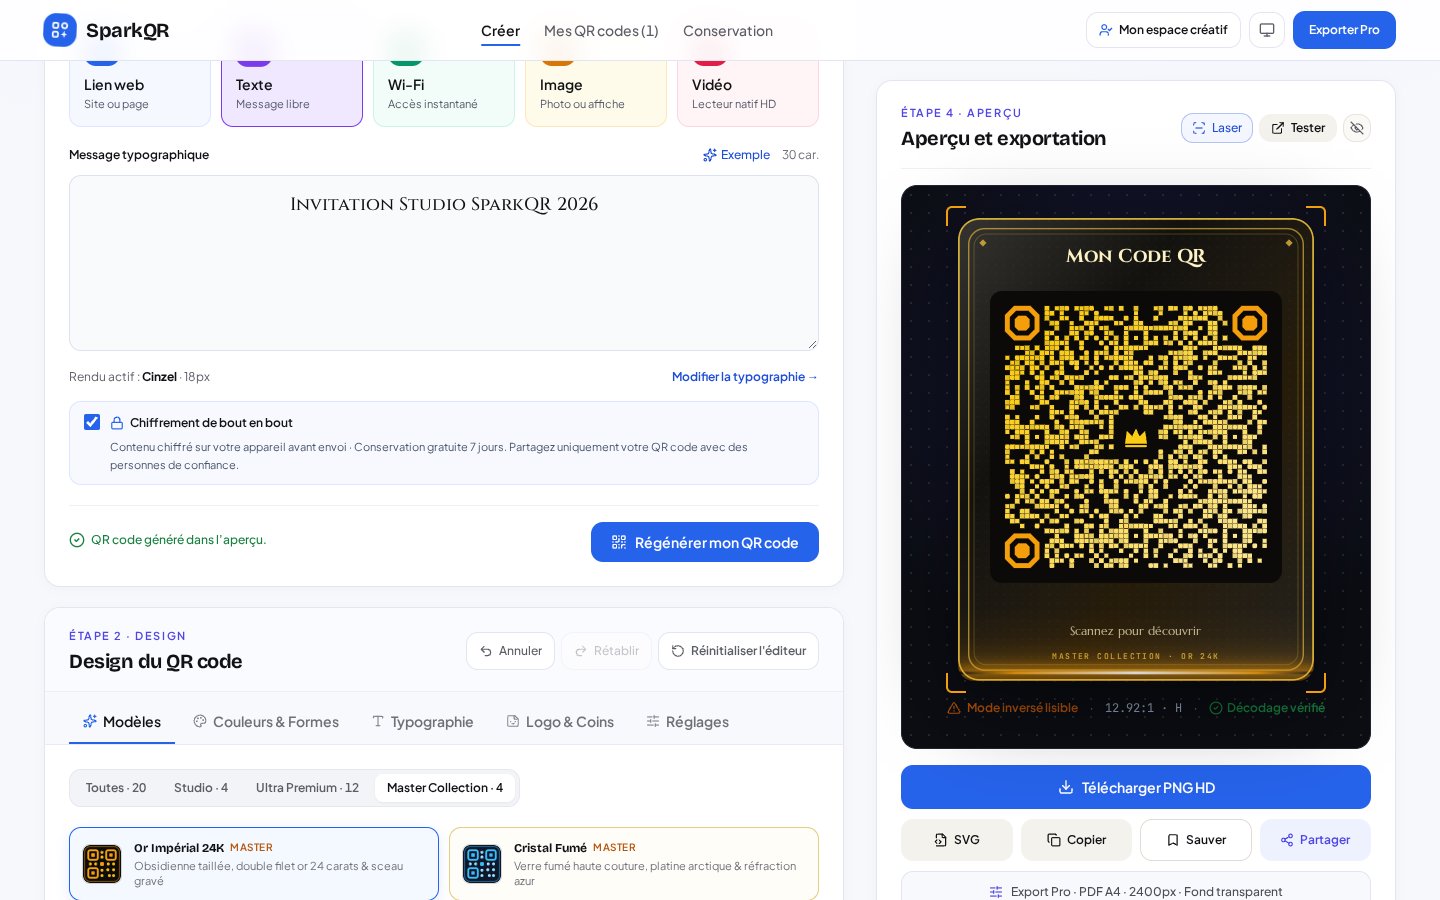 SparkQR
Créer
Mes QR codes (1)
Conservation
Mon espace créatif
Exporter Pro
Lien web
Site ou page
Texte
Message libre
Wi-Fi
Accès instantané
Image
Photo ou affiche
Vidéo
Lecteur natif HD
Message typographique
Exemple
30 car.
Invitation Studio SparkQR 2026
Rendu actif : Cinzel · 18px
Modifier la typographie →
Chiffrement de bout en bout
Contenu chiffré sur votre appareil avant envoi · Conservation gratuite 7 jours. Partagez uniquement votre QR code avec des
personnes de confiance.
QR code généré dans l'aperçu.
Régénérer mon QR code
ÉTAPE 2 · DESIGN
Design du QR code
Annuler
Rétablir
Réinitialiser l'éditeur
Modèles
Couleurs & Formes
Typographie
Logo & Coins
Réglages
Toutes · 20
Studio · 4
Ultra Premium · 12
Master Collection · 4
Or Impérial 24K MASTER
Obsidienne taillée, double filet or 24 carats & sceau
gravé
Cristal Fumé MASTER
Verre fumé haute couture, platine arctique & réfraction
azur
ÉTAPE 4 · APERÇU
Aperçu et exportation
Laser
Tester
Mon Code QR
Scannez pour découvrir
MASTER COLLECTION · OR 24K
Mode inversé lisible · 12.92:1 · H · Décodage vérifié
Télécharger PNG HD
SVG
Copier
Sauver
Partager
Export Pro · PDF A4 · 2400px · Fond transparent